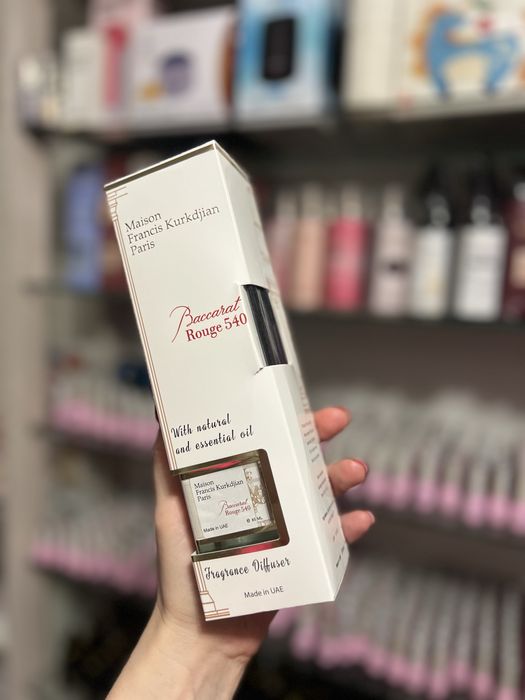 Maison
Francis Kurkdjian
Paris
Baccarat
Rouge 540
With natural
and essential oil
Maison
Francis Kurkdjian
Paris
Baccarat
Rouge 540
Made in UAE
Fragrance Diffuser
Made in UAE